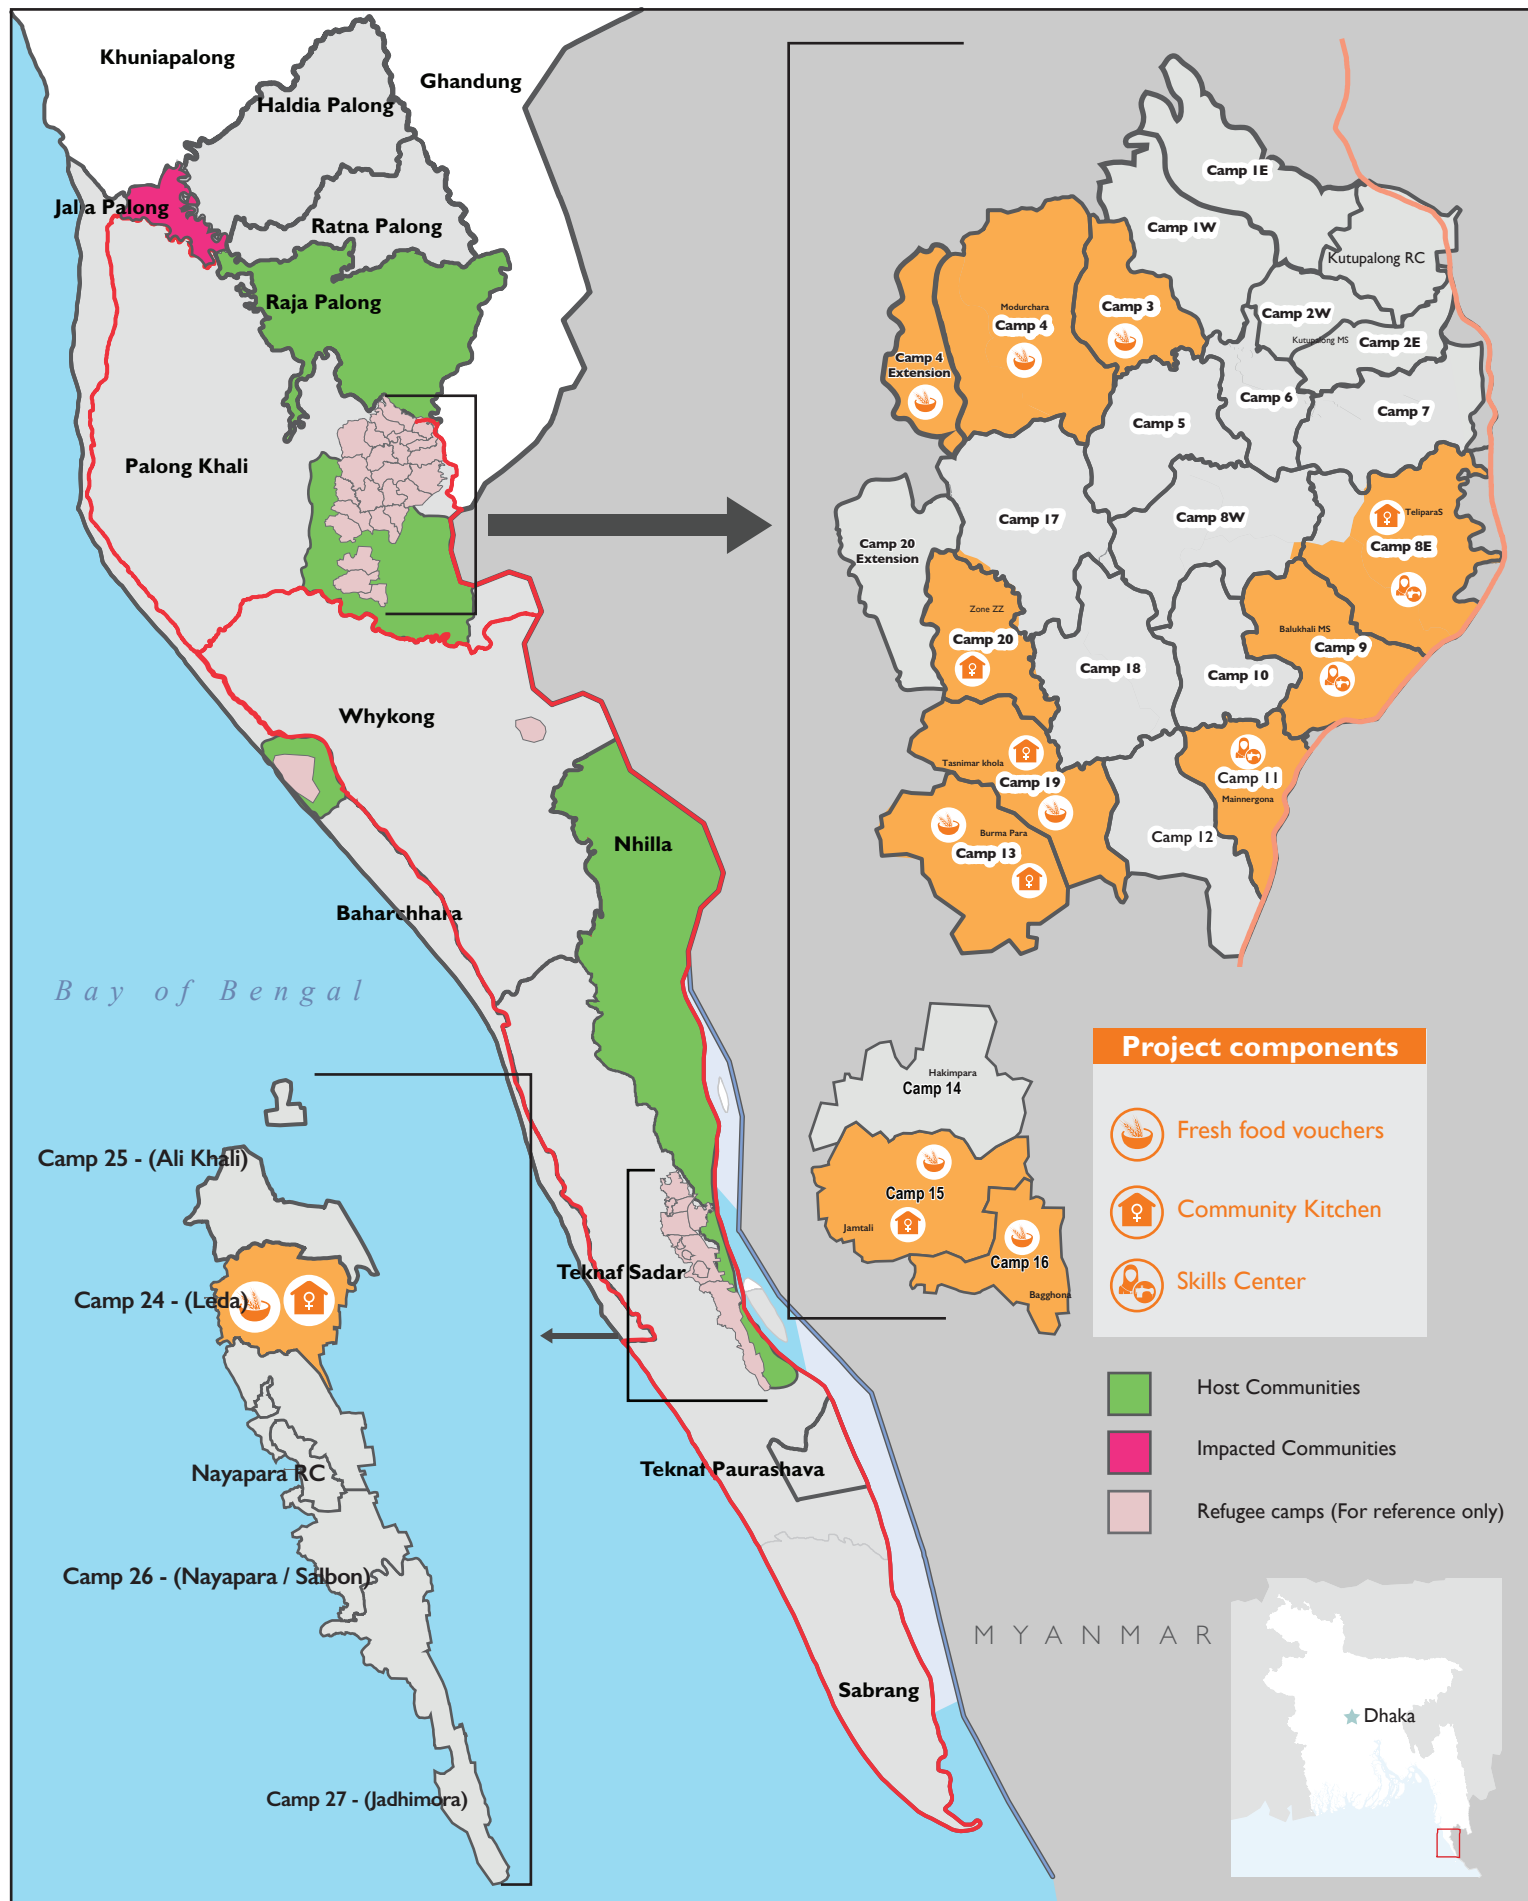 Khuniapalong
Ghandung
Haldia Palong
Jalia Palong
Ratna Palong
Raja Palong
Palong Khali
Whykong
Nhilla
Baharchhara
Bay of Bengal
Teknaf Sadar
Teknaf Paurashava
Sabrang
MYANMAR
Camp 25 - (Ali Khali)
Camp 24 - (Leda)
Nayapara RC
Camp 26 - (Nayapara / Salbon)
Camp 27 - (Jadhimora)
Camp 1E
Camp 1W
Kutupalong RC
Camp 2W
Kutupalong MS
Camp 2E
Camp 3
Modurchara
Camp 4
Camp 4
Extension
Camp 6
Camp 7
Camp 5
Camp 17
Camp 8W
TeliparaS
Camp 8E
Camp 20
Extension
Zone ZZ
Camp 20
Balukhali MS
Camp 9
Camp 18
Camp 10
Tasnimar khola
Camp 19
Camp 11
Mainnergona
Burma Para
Camp 13
Camp 12
Hakimpara
Camp 14
Camp 15
Jamtali
Camp 16
Bagghona
Project components
Fresh food vouchers
Community Kitchen
Skills Center
Host Communities
Impacted Communities
Refugee camps (For reference only)
Dhaka